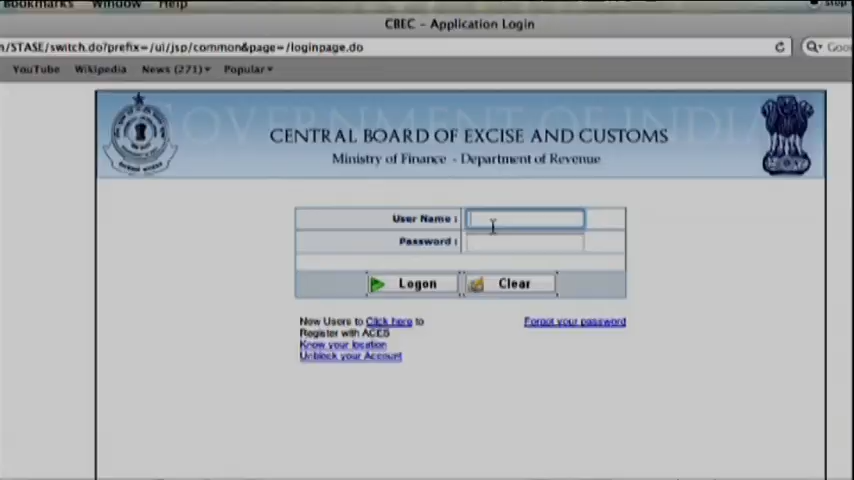 Bookmarks Window Help Stop
CBEC - Application Login
n/STASE/switch.do?prefix=/ui/jsp/common&page=/loginpage.do
YouTube Wikipedia News (271) Popular
GOVERNMENT OF INDIA
CENTRAL BOARD OF EXCISE AND CUSTOMS
Ministry of Finance - Department of Revenue
User Name :
Password :
Logon Clear
New Users to Click here to
Register with ACES
Forgot your password
Know your location
Unblock your Account